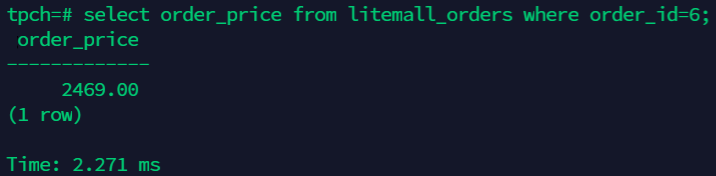 tpch=# select order_price from litemall_orders where order_id=6;
order_price
-------------
2469.00
(1 row)
Time: 2.271 ms